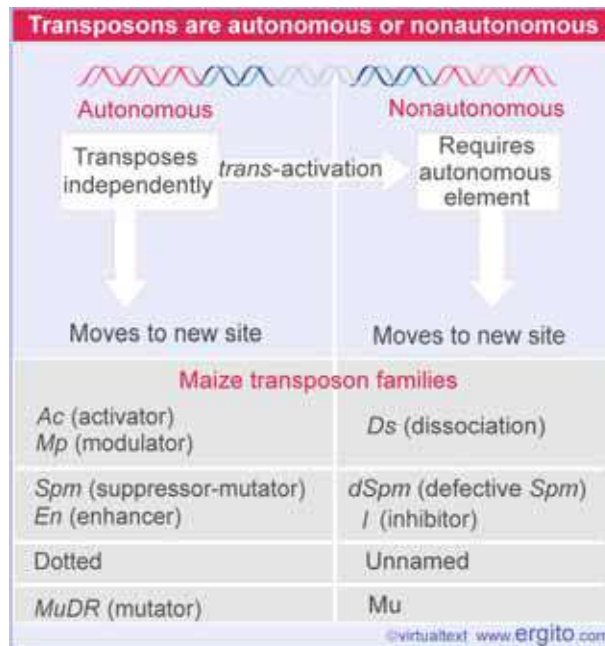 Transposons are autonomous or nonautonomous
Autonomous
Nonautonomous
Transposes
independently
trans-activation
Requires
autonomous
element
Moves to new site
Moves to new site
Maize transposon families
Ac (activator)
Mp (modulator)
Ds (dissociation)
Spm (suppressor-mutator)
En (enhancer)
dSpm (defective Spm)
I (inhibitor)
Dotted
Unnamed
MuDR (mutator)
Mu
©virtualtext www.ergito.com